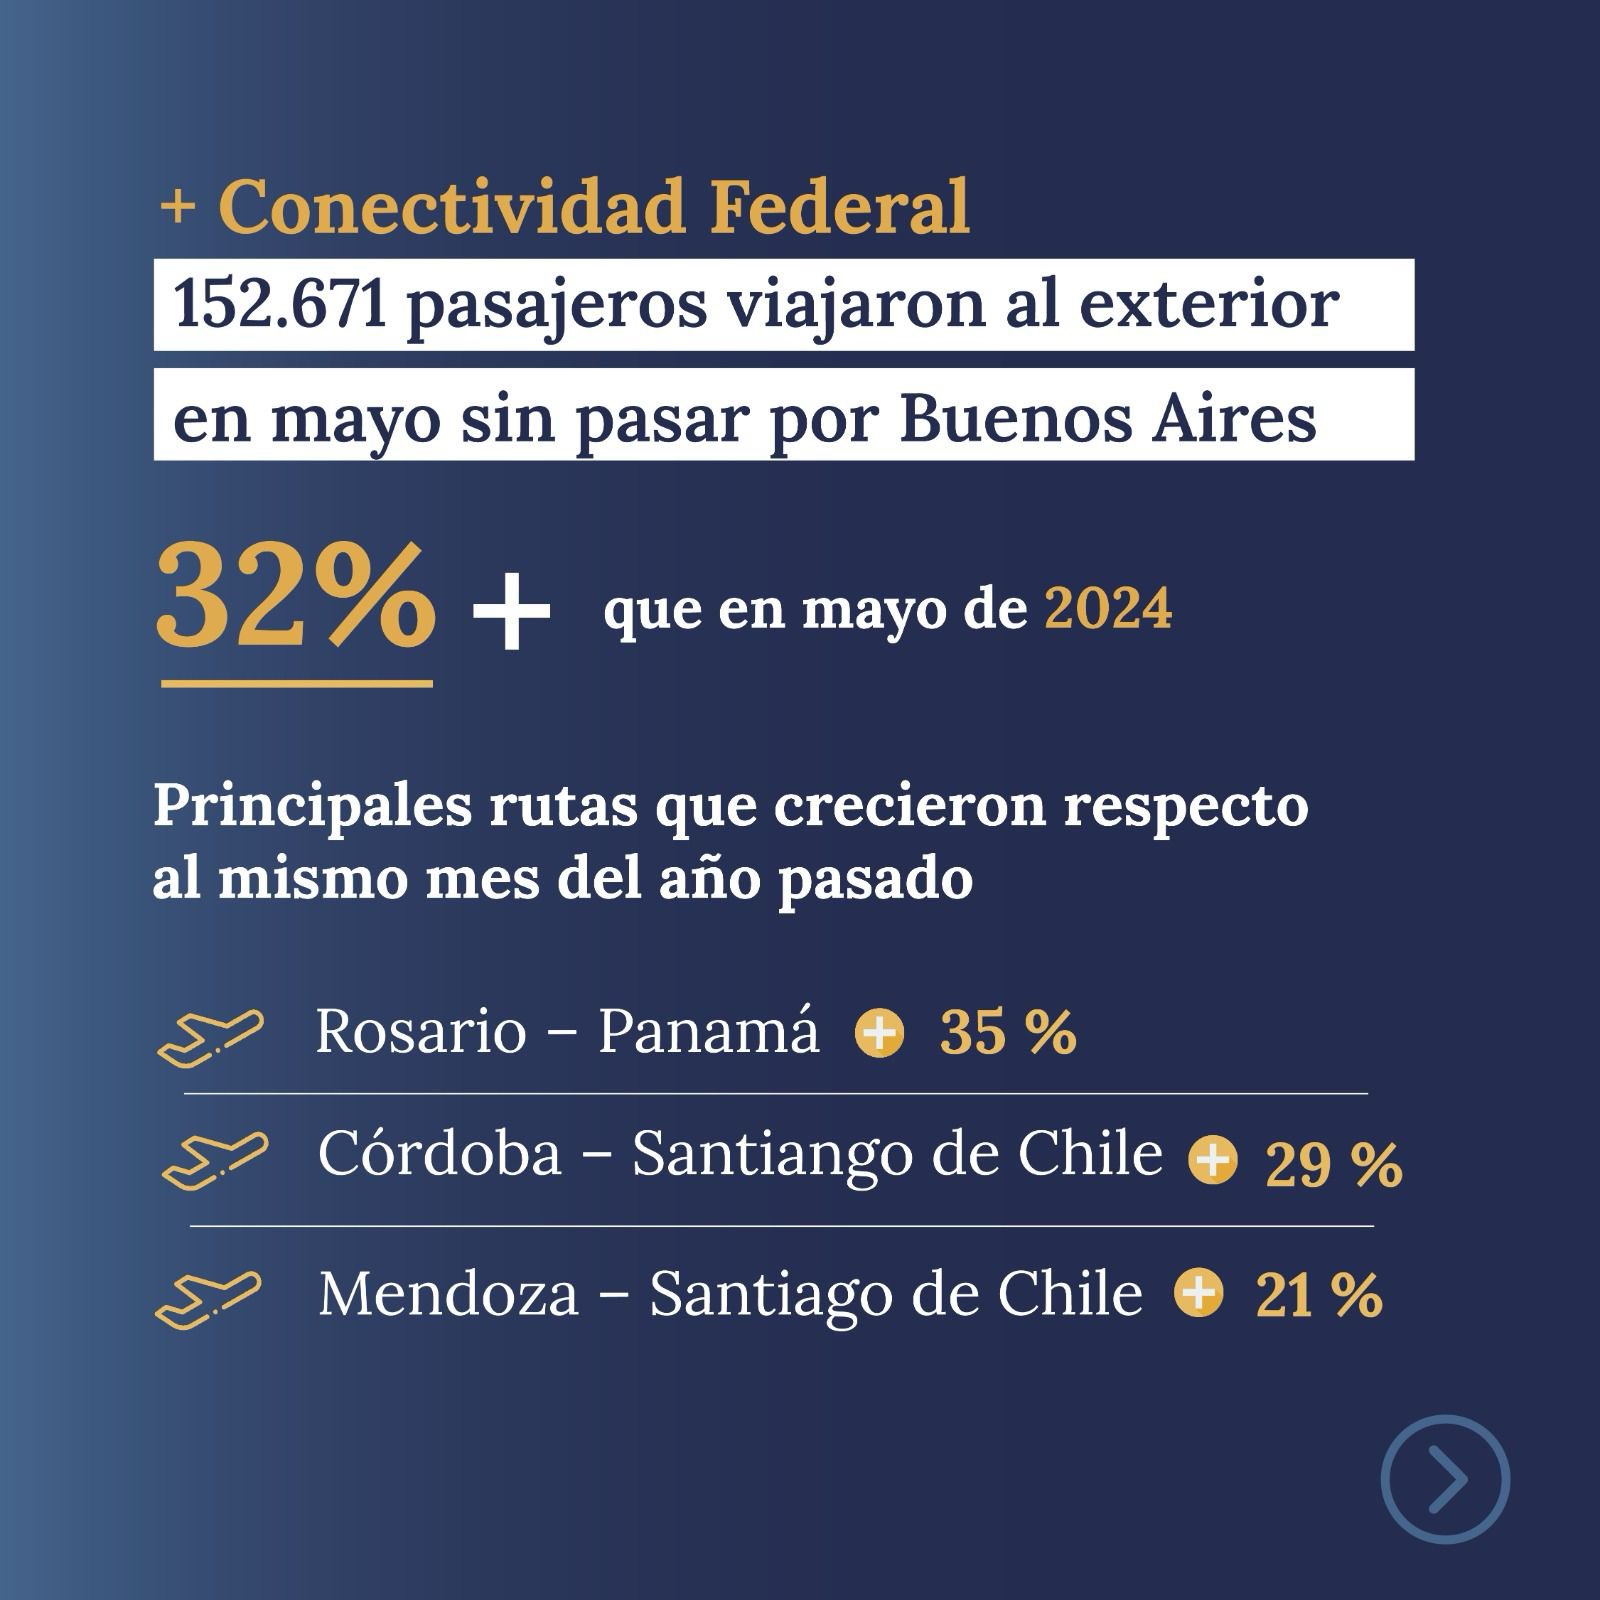 + Conectividad Federal
152.671 pasajeros viajaron al exterior
en mayo sin pasar por Buenos Aires
32% + que en mayo de 2024
Principales rutas que crecieron respecto
al mismo mes del año pasado
Rosario – Panamá + 35 %
Córdoba – Santiango de Chile + 29 %
Mendoza – Santiago de Chile + 21 %